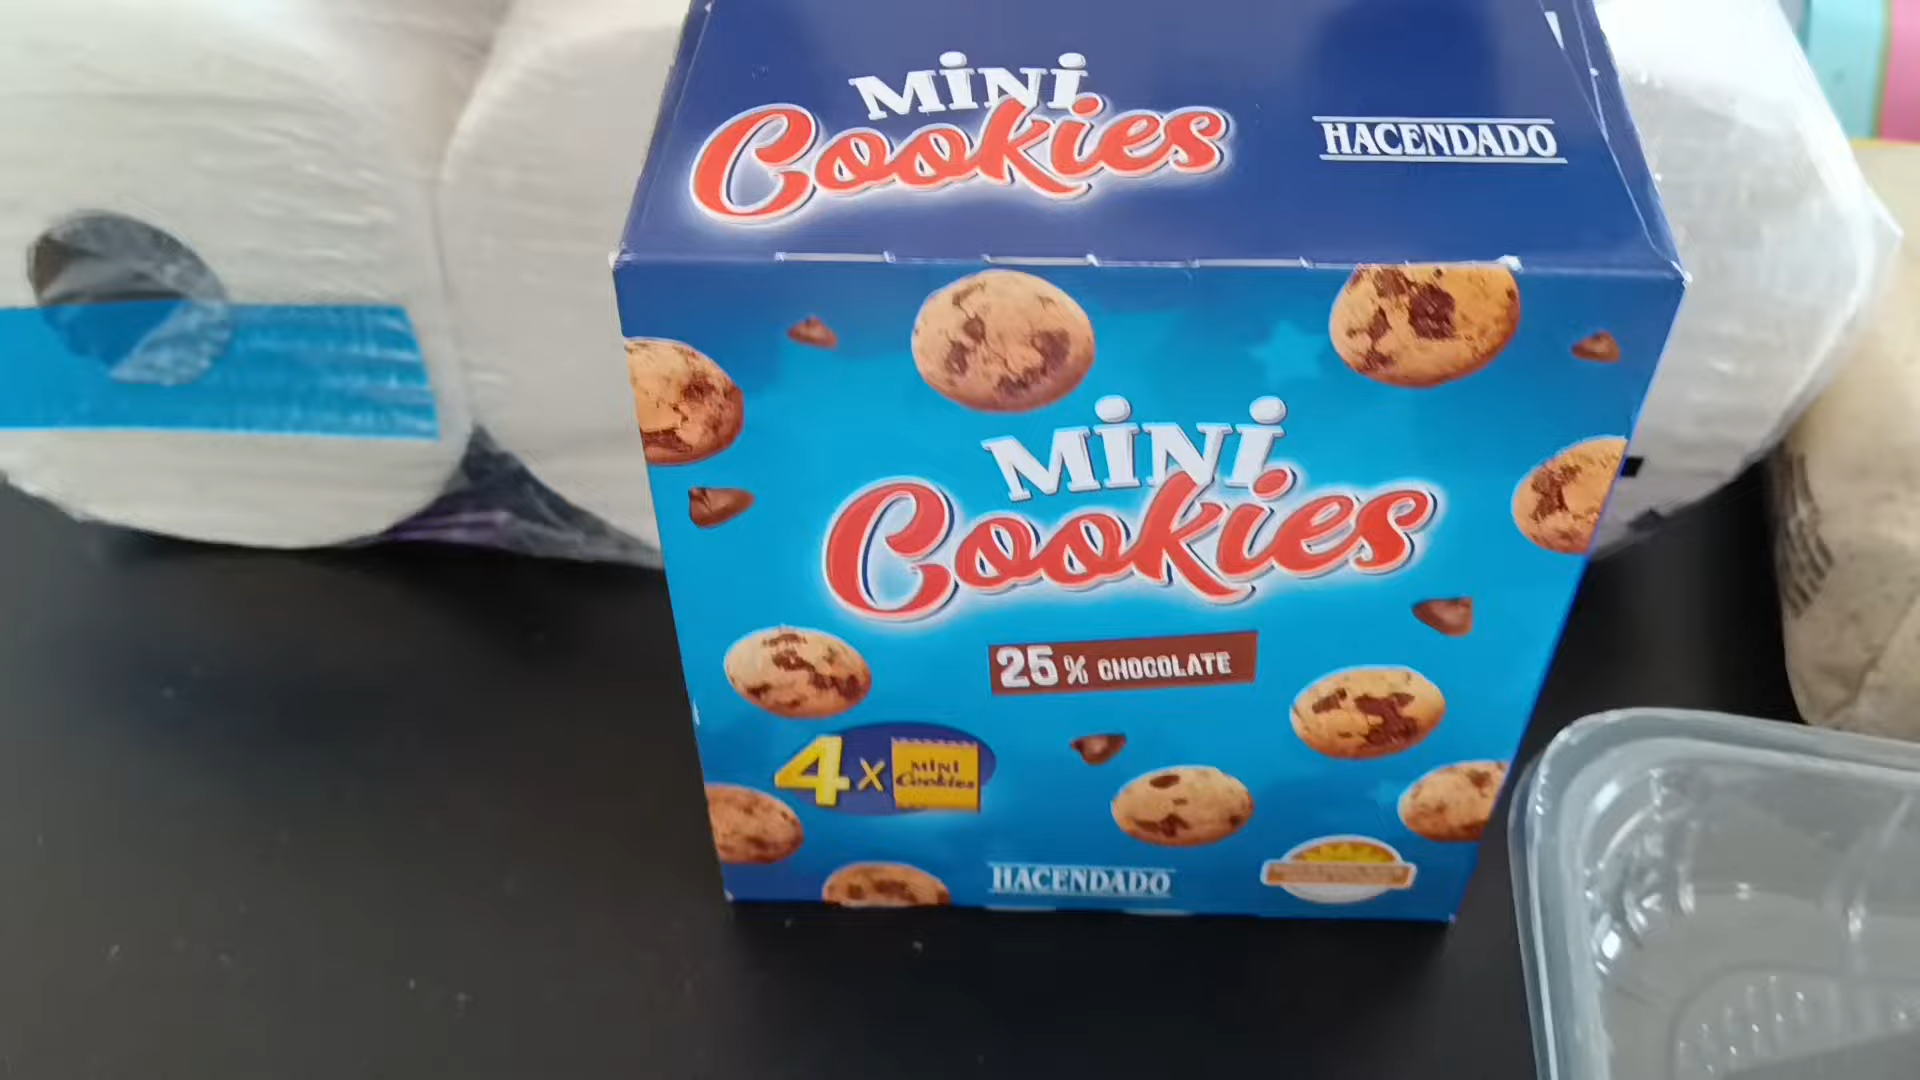 MINI
Cookies
HACENDADO
MINI
Cookies
25% CHOCOLATE
4x
MINI
Cookies
HACENDADO